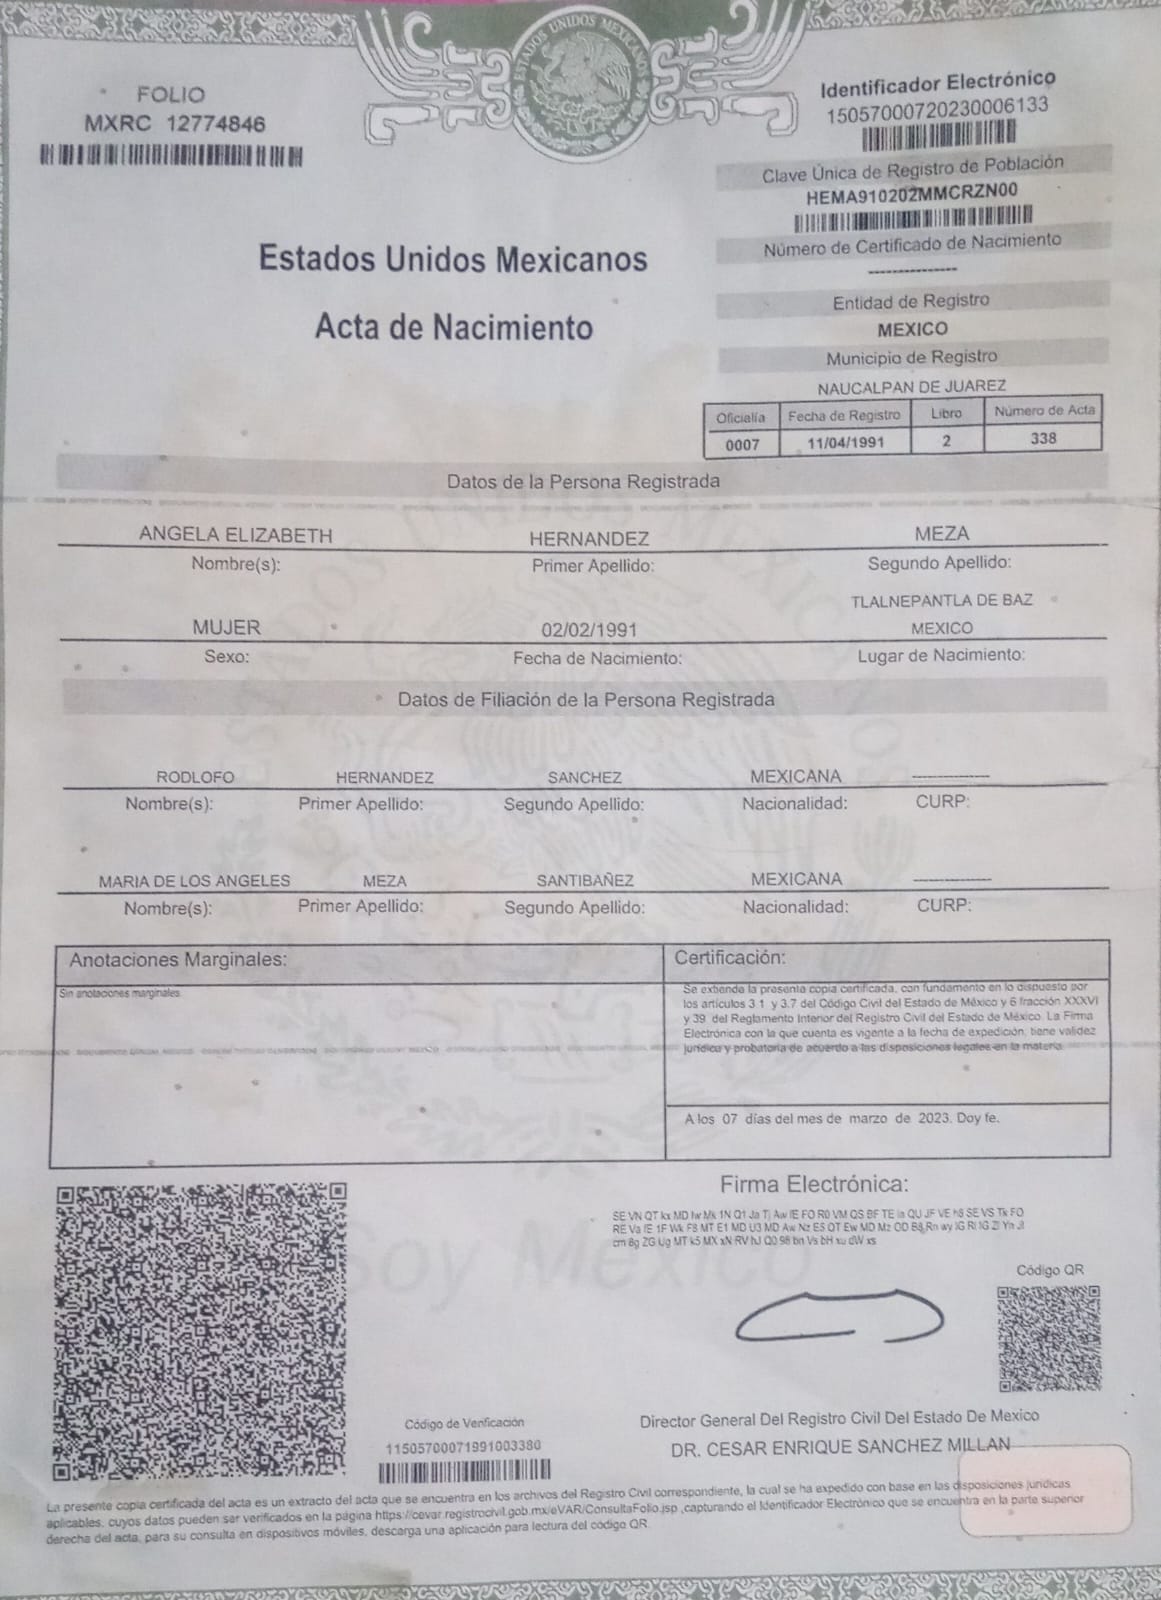 ESTADOS UNIDOS MEXICANOS
FOLIO
MXRC 12774846
Identificador Electrónico
15057000720230006133
Clave Única de Registro de Población
HEMA910202MMCRZN00
Número de Certificado de Nacimiento
---------------
Entidad de Registro
MEXICO
Municipio de Registro
NAUCALPAN DE JUAREZ
Estados Unidos Mexicanos
Acta de Nacimiento
Oficialía Fecha de Registro Libro Número de Acta
0007 11/04/1991 2 338
Datos de la Persona Registrada
ANGELA ELIZABETH HERNANDEZ MEZA
Nombre(s): Primer Apellido: Segundo Apellido:
TLALNEPANTLA DE BAZ
MUJER 02/02/1991 MEXICO
Sexo: Fecha de Nacimiento: Lugar de Nacimiento:
Datos de Filiación de la Persona Registrada
RODLOFO HERNANDEZ SANCHEZ MEXICANA ---------------
Nombre(s): Primer Apellido: Segundo Apellido: Nacionalidad: CURP:
MARIA DE LOS ANGELES MEZA SANTIBAÑEZ MEXICANA ---------------
Nombre(s): Primer Apellido: Segundo Apellido: Nacionalidad: CURP:
Anotaciones Marginales:
Sin anotaciones marginales
Certificación:
Se extiende la presente copia certificada, con fundamento en lo dispuesto por
los artículos 3.1 y 3.7 del Código Civil del Estado de México y 6 fracción XXXVI
y 39 del Reglamento Interior del Registro Civil del Estado de México. La Firma
Electrónica con la que cuenta es vigente a la fecha de expedición, tiene validez
jurídica y probatoria de acuerdo a las disposiciones legales en la materia
A los 07 días del mes de marzo de 2023. Doy fe.
Firma Electrónica:
Soy México
Código QR
Código de Verificación
11505700071991003380
Director General Del Registro Civil Del Estado De Mexico
DR. CESAR ENRIQUE SANCHEZ MILLAN
La presente copia certificada del acta es un extracto del acta que se encuentra en los archivos del Registro Civil correspondiente, la cual se ha expedido con base en las disposiciones jurídicas
aplicables, cuyos datos pueden ser verificados en la página https://cevar.registrocivil.gob.mx/eVAR/ConsultaFolio.jsp ,capturando el Identificador Electrónico que se encuentra en la parte superior
derecha del acta, para su consulta en dispositivos móviles, descarga una aplicación para lectura del código QR.